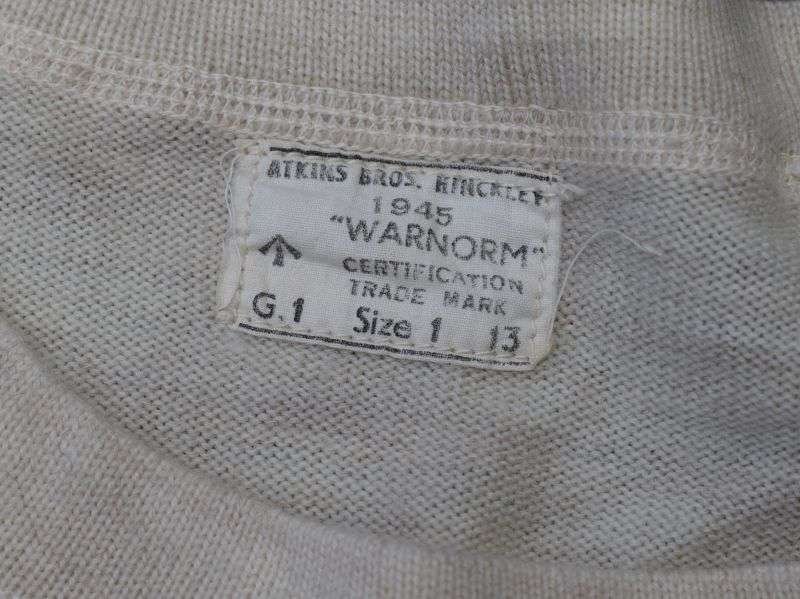 ATKINS BROS. HINCKLEY
1945
"WARNORM"
CERTIFICATION
TRADE MARK
G.1 Size 1 13